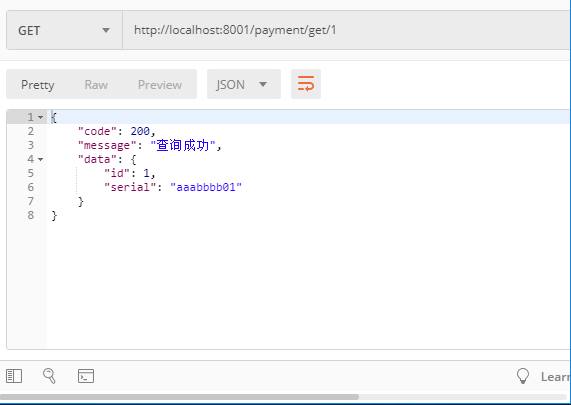 GET http://localhost:8001/payment/get/1
Pretty Raw Preview JSON
1 {
2 "code": 200,
3 "message": "查询成功",
4 "data": {
5 "id": 1,
6 "serial": "aaabbbb01"
7 }
8 }
Learn